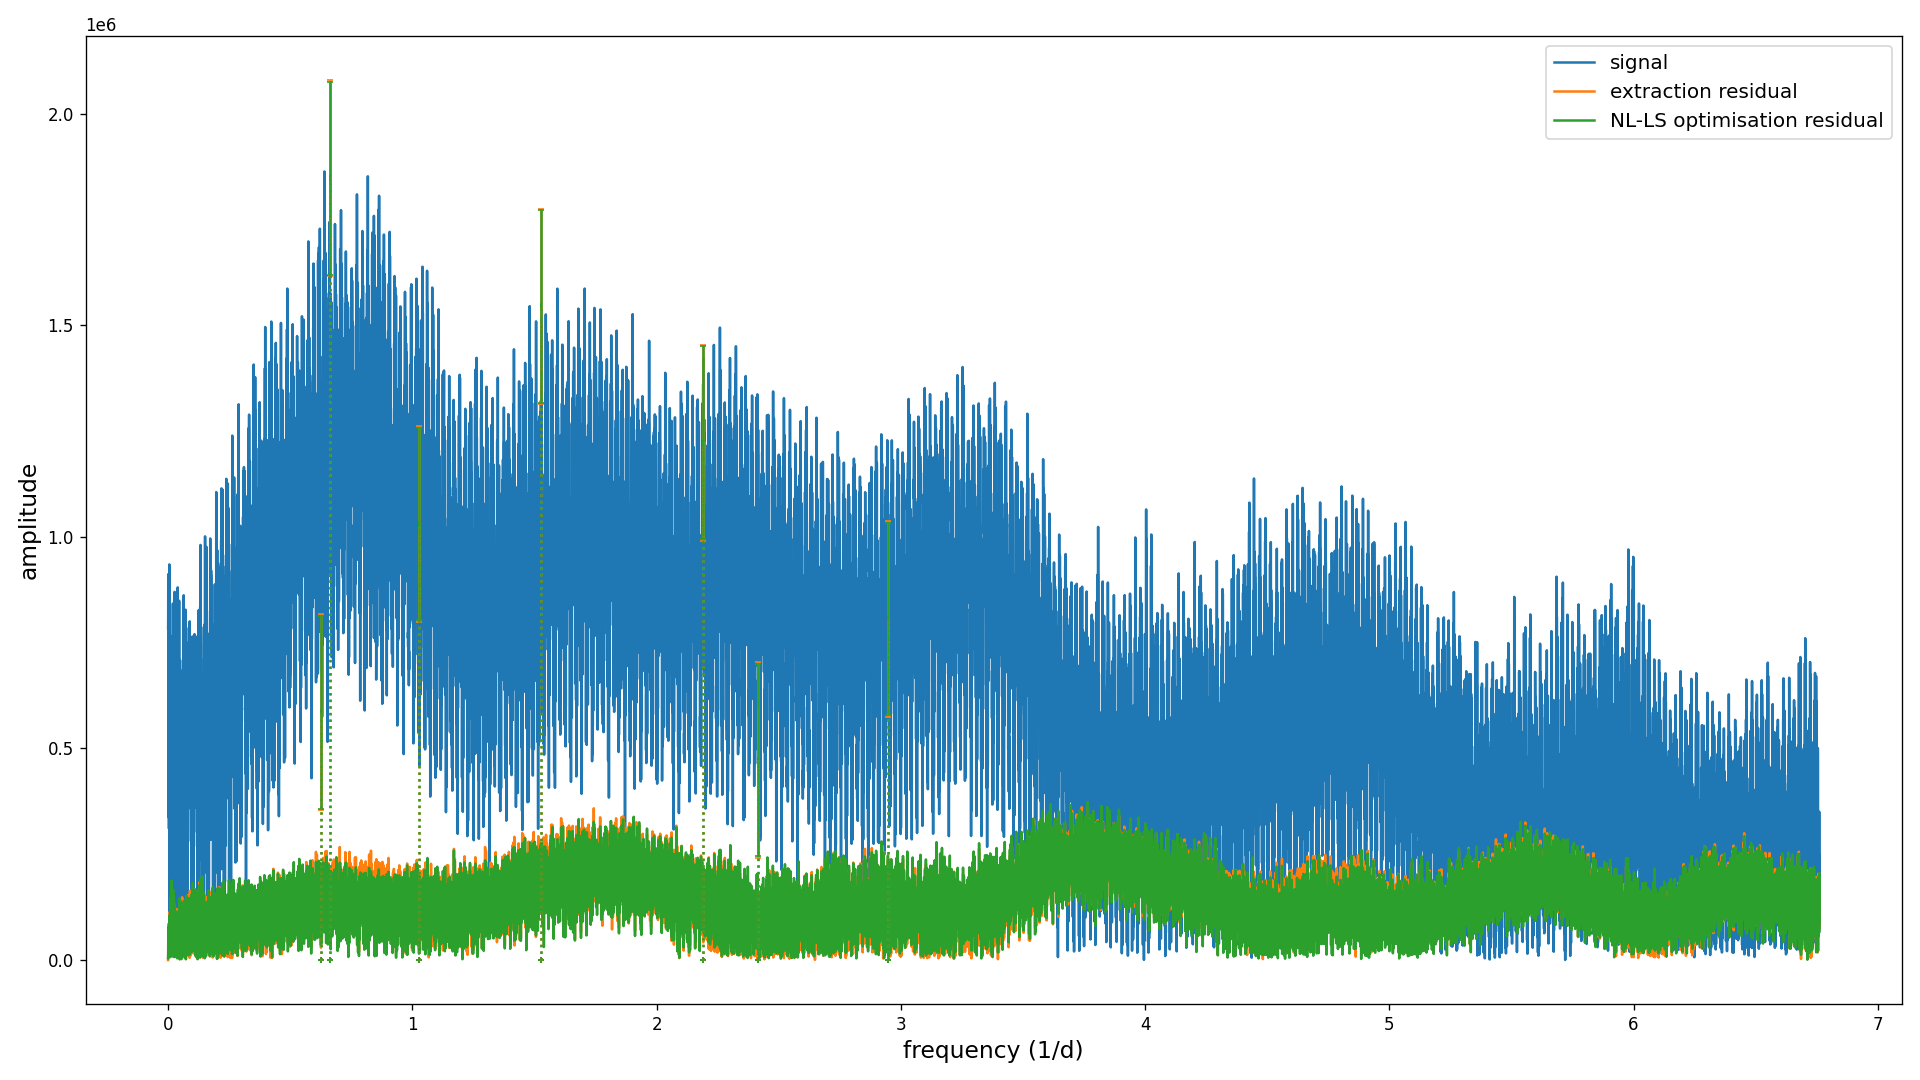 1e6
signal
extraction residual
NL-LS optimisation residual
2.0
1.5
1.0
0.5
0.0
amplitude
0 1 2 3 4 5 6 7
frequency (1/d)